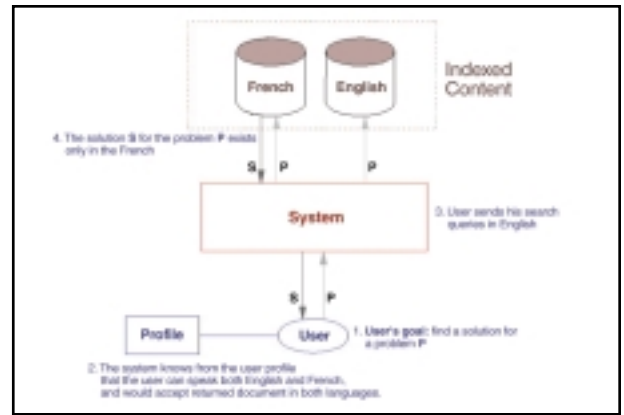 French
English
Indexed
Content
4. The solution S for the problem P exists
only in the French
S
P
P
System
3. User sends his search
queries in English
S
P
Profile
User
1. User's goal: find a solution for
a problem P
2. The system knows from the user profile
that the user can speak both English and French,
and would accept returned document in both languages.